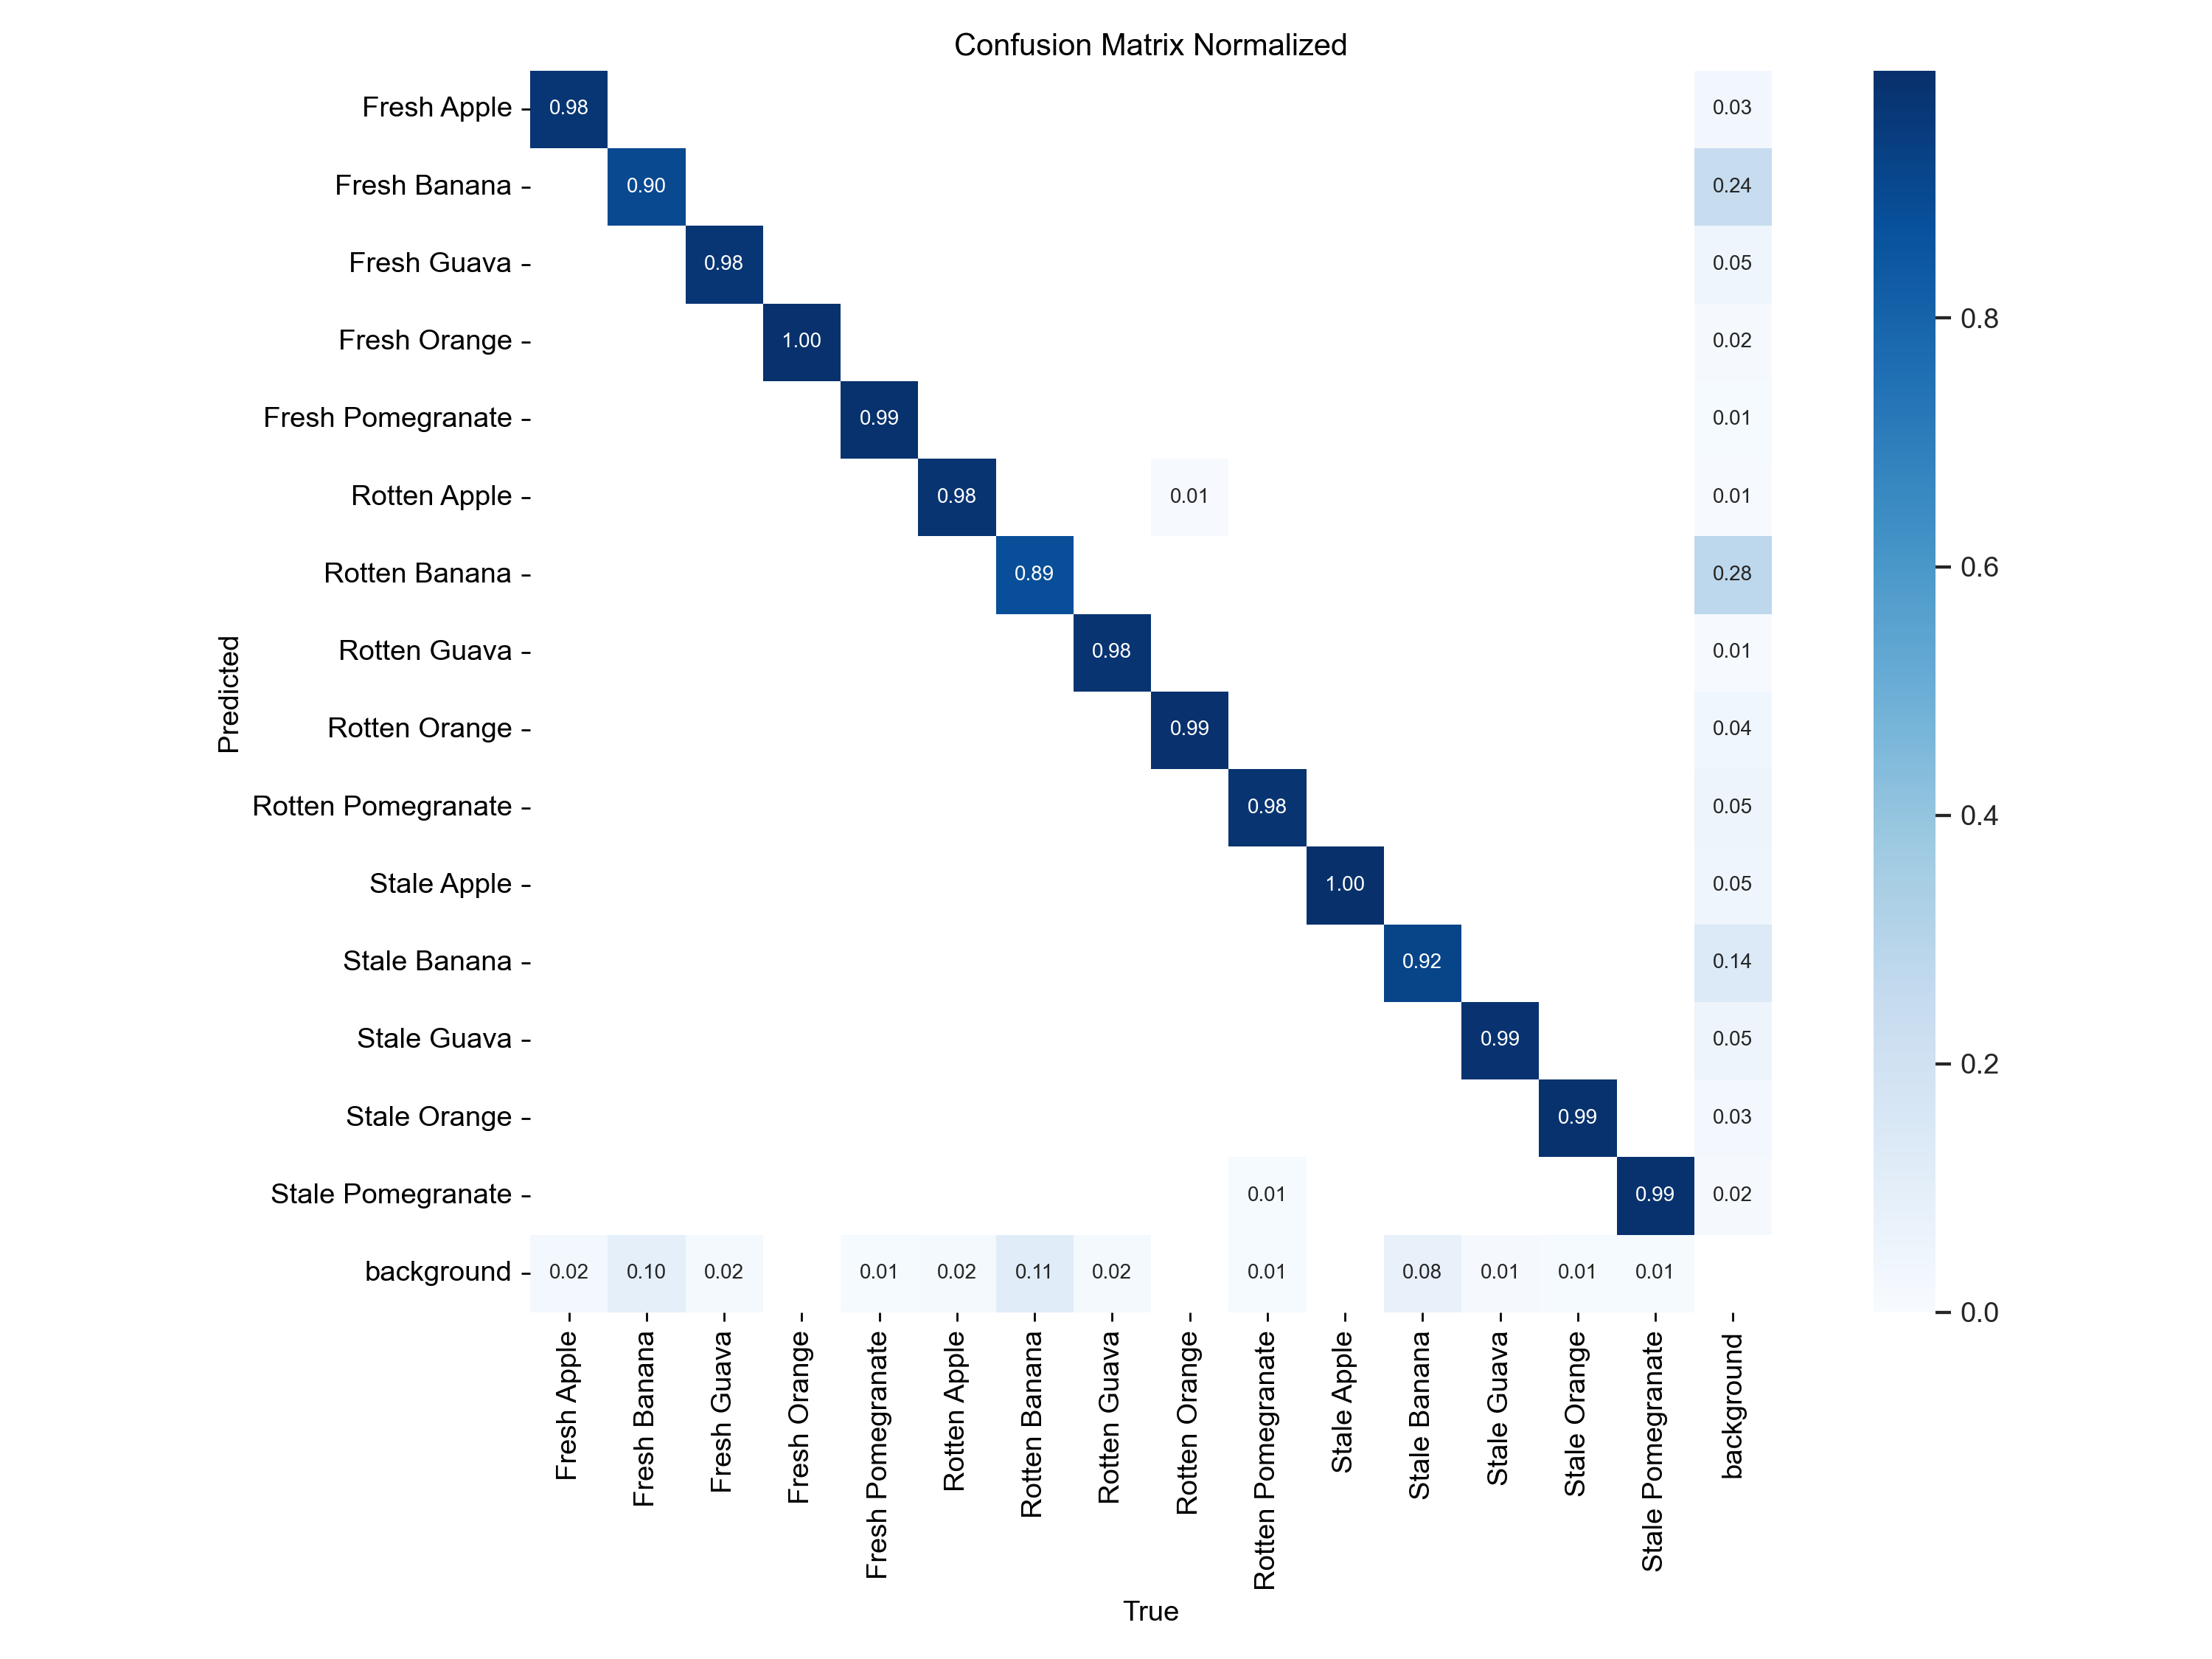 Confusion Matrix Normalized
Fresh Apple
0.98
0.03
Fresh Banana
0.90
0.24
Fresh Guava
0.98
0.05
Fresh Orange
1.00
0.02
Fresh Pomegranate
0.99
0.01
Rotten Apple
0.98
0.01
0.01
Rotten Banana
0.89
0.28
Rotten Guava
0.98
0.01
Rotten Orange
0.99
0.04
Rotten Pomegranate
0.98
0.05
Stale Apple
1.00
0.05
Stale Banana
0.92
0.14
Stale Guava
0.99
0.05
Stale Orange
0.99
0.03
Stale Pomegranate
0.01
0.99
0.02
background
0.02
0.10
0.02
0.01
0.02
0.11
0.02
0.01
0.08
0.01
0.01
0.01
Predicted
Fresh Apple
Fresh Banana
Fresh Guava
Fresh Orange
Fresh Pomegranate
Rotten Apple
Rotten Banana
Rotten Guava
Rotten Orange
Rotten Pomegranate
Stale Apple
Stale Banana
Stale Guava
Stale Orange
Stale Pomegranate
background
True
0.8
0.6
0.4
0.2
0.0